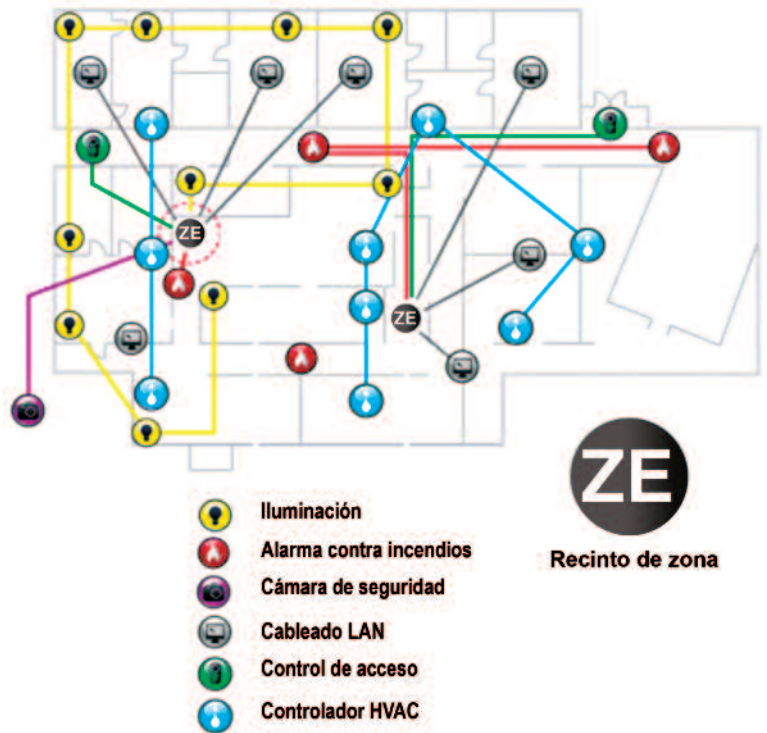 ZE
ZE
ZE
Recinto de zona
Iluminación
Alarma contra incendios
Cámara de seguridad
Cableado LAN
Control de acceso
Controlador HVAC